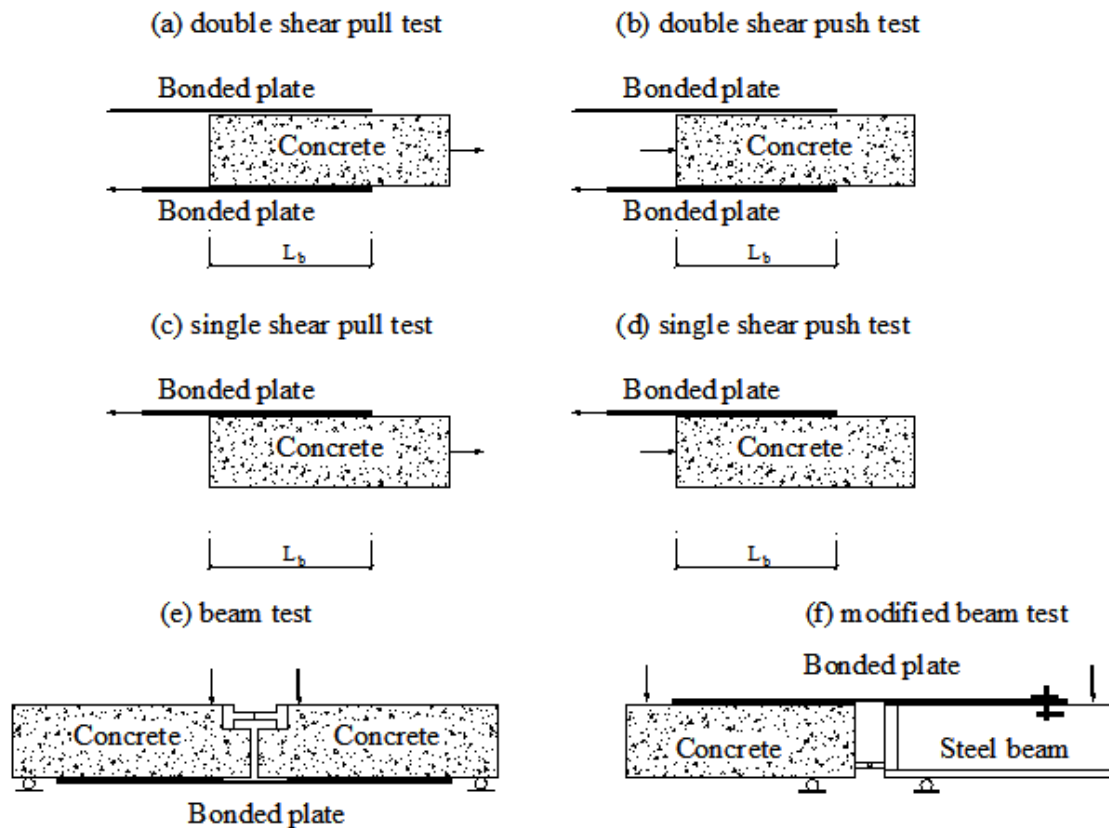 (a) double shear pull test
(b) double shear push test
Bonded plate
Bonded plate
Concrete
Concrete
Bonded plate
Bonded plate
L_b
L_b
(c) single shear pull test
(d) single shear push test
Bonded plate
Bonded plate
Concrete
Concrete
L_b
L_b
(e) beam test
(f) modified beam test
Bonded plate
Concrete
Concrete
Concrete
Steel beam
Bonded plate